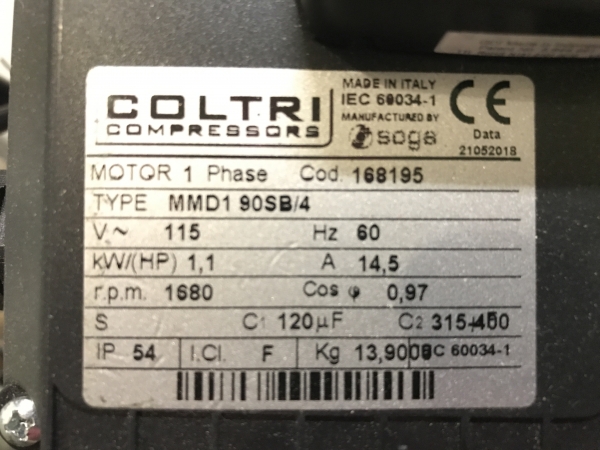 COLTRI
COMPRESSORS
MADE IN ITALY
IEC 60034-1
MANUFACTURED BY
soga
CE
Data
21052018
MOTOR 1 Phase Cod. 168195
TYPE MMD1 90SB/4
V~ 115 Hz 60
kW/(HP) 1,1 A 14,5
r.p.m. 1680 Cos φ 0,97
S C1 120µF C2 315÷400
IP 54 I.Cl. F Kg 13,900 IEC 60034-1